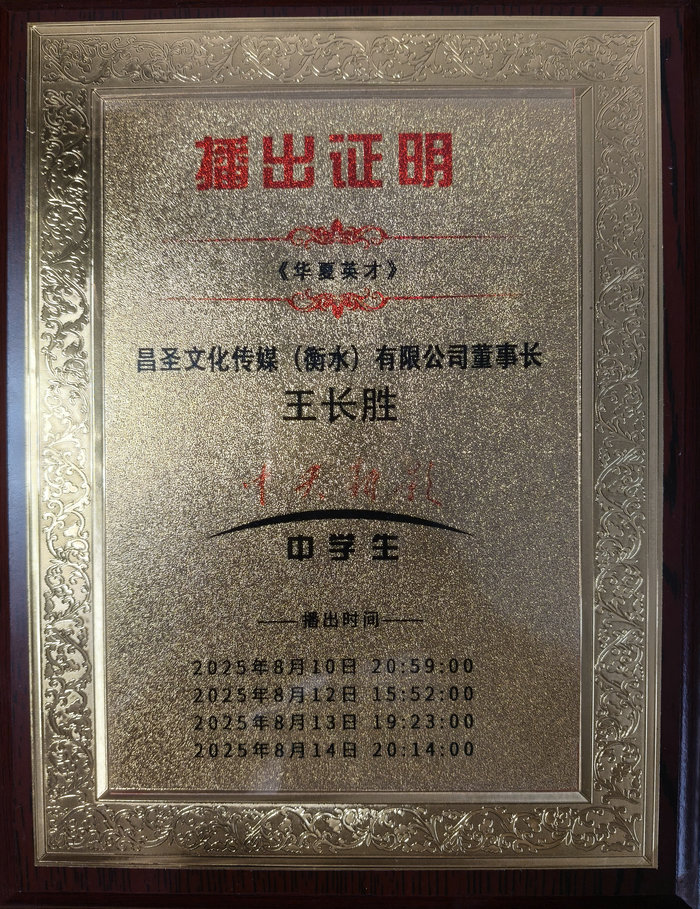 播出证明
《华夏英才》
昌圣文化传媒（衡水）有限公司董事长
王长胜
中学生
——播出时间——
2025年8月10日 20:59:00
2025年8月12日 15:52:00
2025年8月13日 19:23:00
2025年8月14日 20:14:00